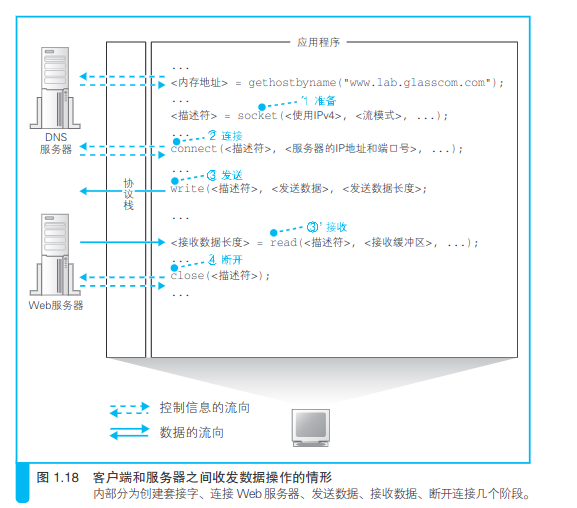 应用程序
...
<内存地址> = gethostbyname("www.lab.glasscom.com");
...
1 准备
<描述符> = socket(<使用IPv4>, <流模式>, ...);
DNS
服务器
...
② 连接
connect(<描述符>, <服务器的IP地址和端口号>, ...);
...
③ 发送
协议栈
write(<描述符>, <发送数据>, <发送数据长度>;
...
③' 接收
<接收数据长度> = read(<描述符>, <接收缓冲区>, ...);
...
④ 断开
close(<描述符>);
...
Web服务器
控制信息的流向
数据的流向
图 1.18 客户端和服务器之间收发数据操作的情形
内部分为创建套接字、连接 Web 服务器、发送数据、接收数据、断开连接几个阶段。